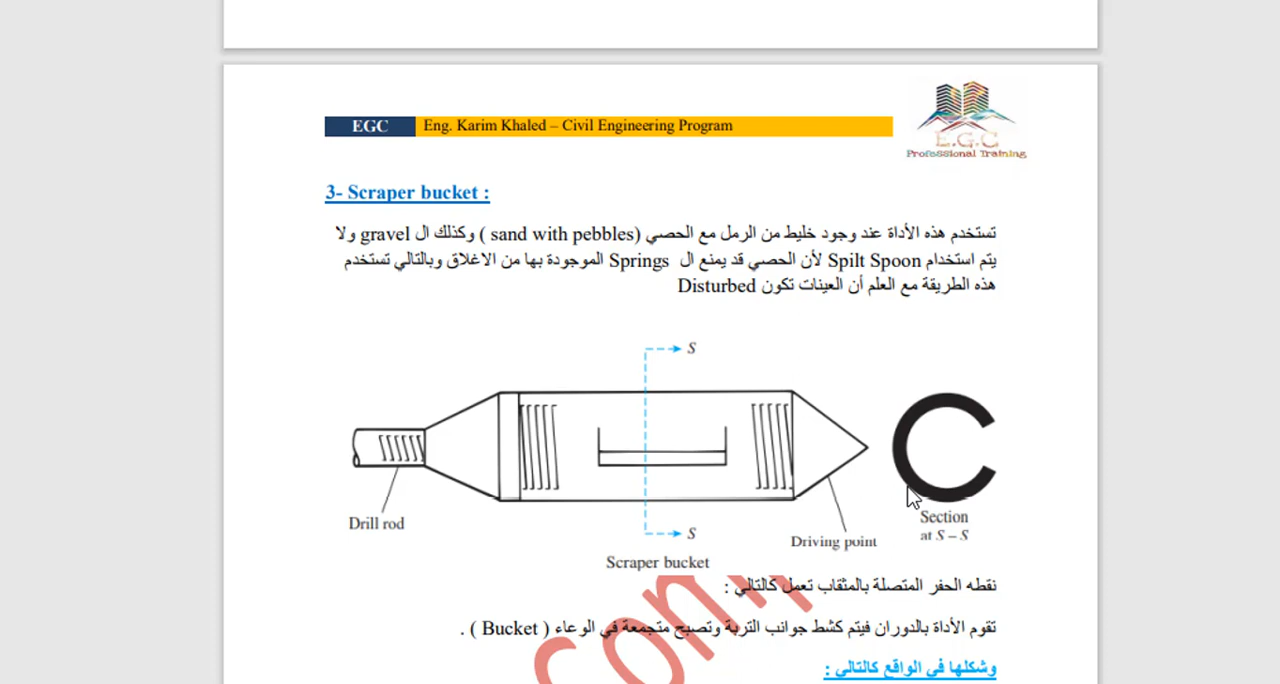 EGC Eng. Karim Khaled – Civil Engineering Program
E.G.C
Professional Training
3- Scraper bucket :
تستخدم هذه الأداة عند وجود خليط من الرمل مع الحصي (sand with pebbles ) وكذلك ال gravel ولا
يتم استخدام Spilt Spoon لأن الحصي قد يمنع ال Springs الموجودة بها من الاغلاق وبالتالي تستخدم
هذه الطريقة مع العلم أن العينات تكون Disturbed
S
Drill rod
S
Driving point
Section
at S – S
Scraper bucket
نقطه الحفر المتصلة بالمثقاب تعمل كالتالي :
تقوم الأداة بالدوران فيتم كشط جوانب التربة وتصبح متجمعة في الوعاء ( Bucket ) .
وشكلها في الواقع كالتالي :